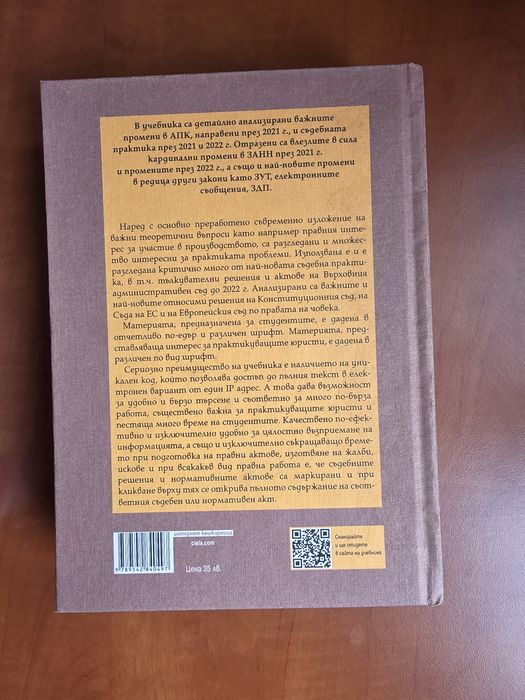 В учебника са детайлно анализирани важните
промени в АПК, направени през 2021 г., и съдебната
практика през 2021 и 2022 г. Отразени са влезлите в сила
кардинални промени в ЗАНН през 2021 г.
и промените през 2022 г., а също и най-новите промени
в редица други закони като ЗУТ, електронните
съобщения, ЗДП.
Наред с основно преработено съвременно изложение на
важни теоретични въпроси като например правния инте-
рес за участие в производството, са разгледани и множес-
тво интересни за практиката проблеми. Използвана е и е
разгледана критично много от най-новата съдебна практи-
ка, в т.ч. тълкувателни решения и актове на Върховния
административен съд до 2022 г. Анализирани са важните и
най-новите относими решения на Конституционния съд, на
Съда на ЕС и на Европейския съд по правата на човека.
Материята, предназначена за студентите, е дадена в
отчетливо по-едър и различен шрифт. Материята, пред-
ставляваща интерес за практикуващите юристи, е дадена в
различен по вид шрифт.
Сериозно преимущество на учебника е наличието на уни-
кален код, който позволява достъп до пълния текст в елек-
тронен вариант от един IP адрес. А това дава възможност
за удобно и бързо търсене и съответно за много по-бърза
работа, съществено важна за практикуващите юристи и
пестяща много време на студентите. Качествено по-ефек-
тивно и изключително удобно за цялостно възприемане на
информацията, а също и изключително съкращаващо време-
то при подготовка на правни актове, изготвяне на жалби,
искове и при всякакъв вид правна работа е, че съдебните
решения и нормативните актове са маркирани и при
кликване върху тях се открива пълното съдържание на съот-
ветния съдебен или нормативен акт.
епанжижни тенретни
ciela.com
9 789542 840497
Цена 35 лв.
Сканирайте
и ще отидете
в сайта на учебника